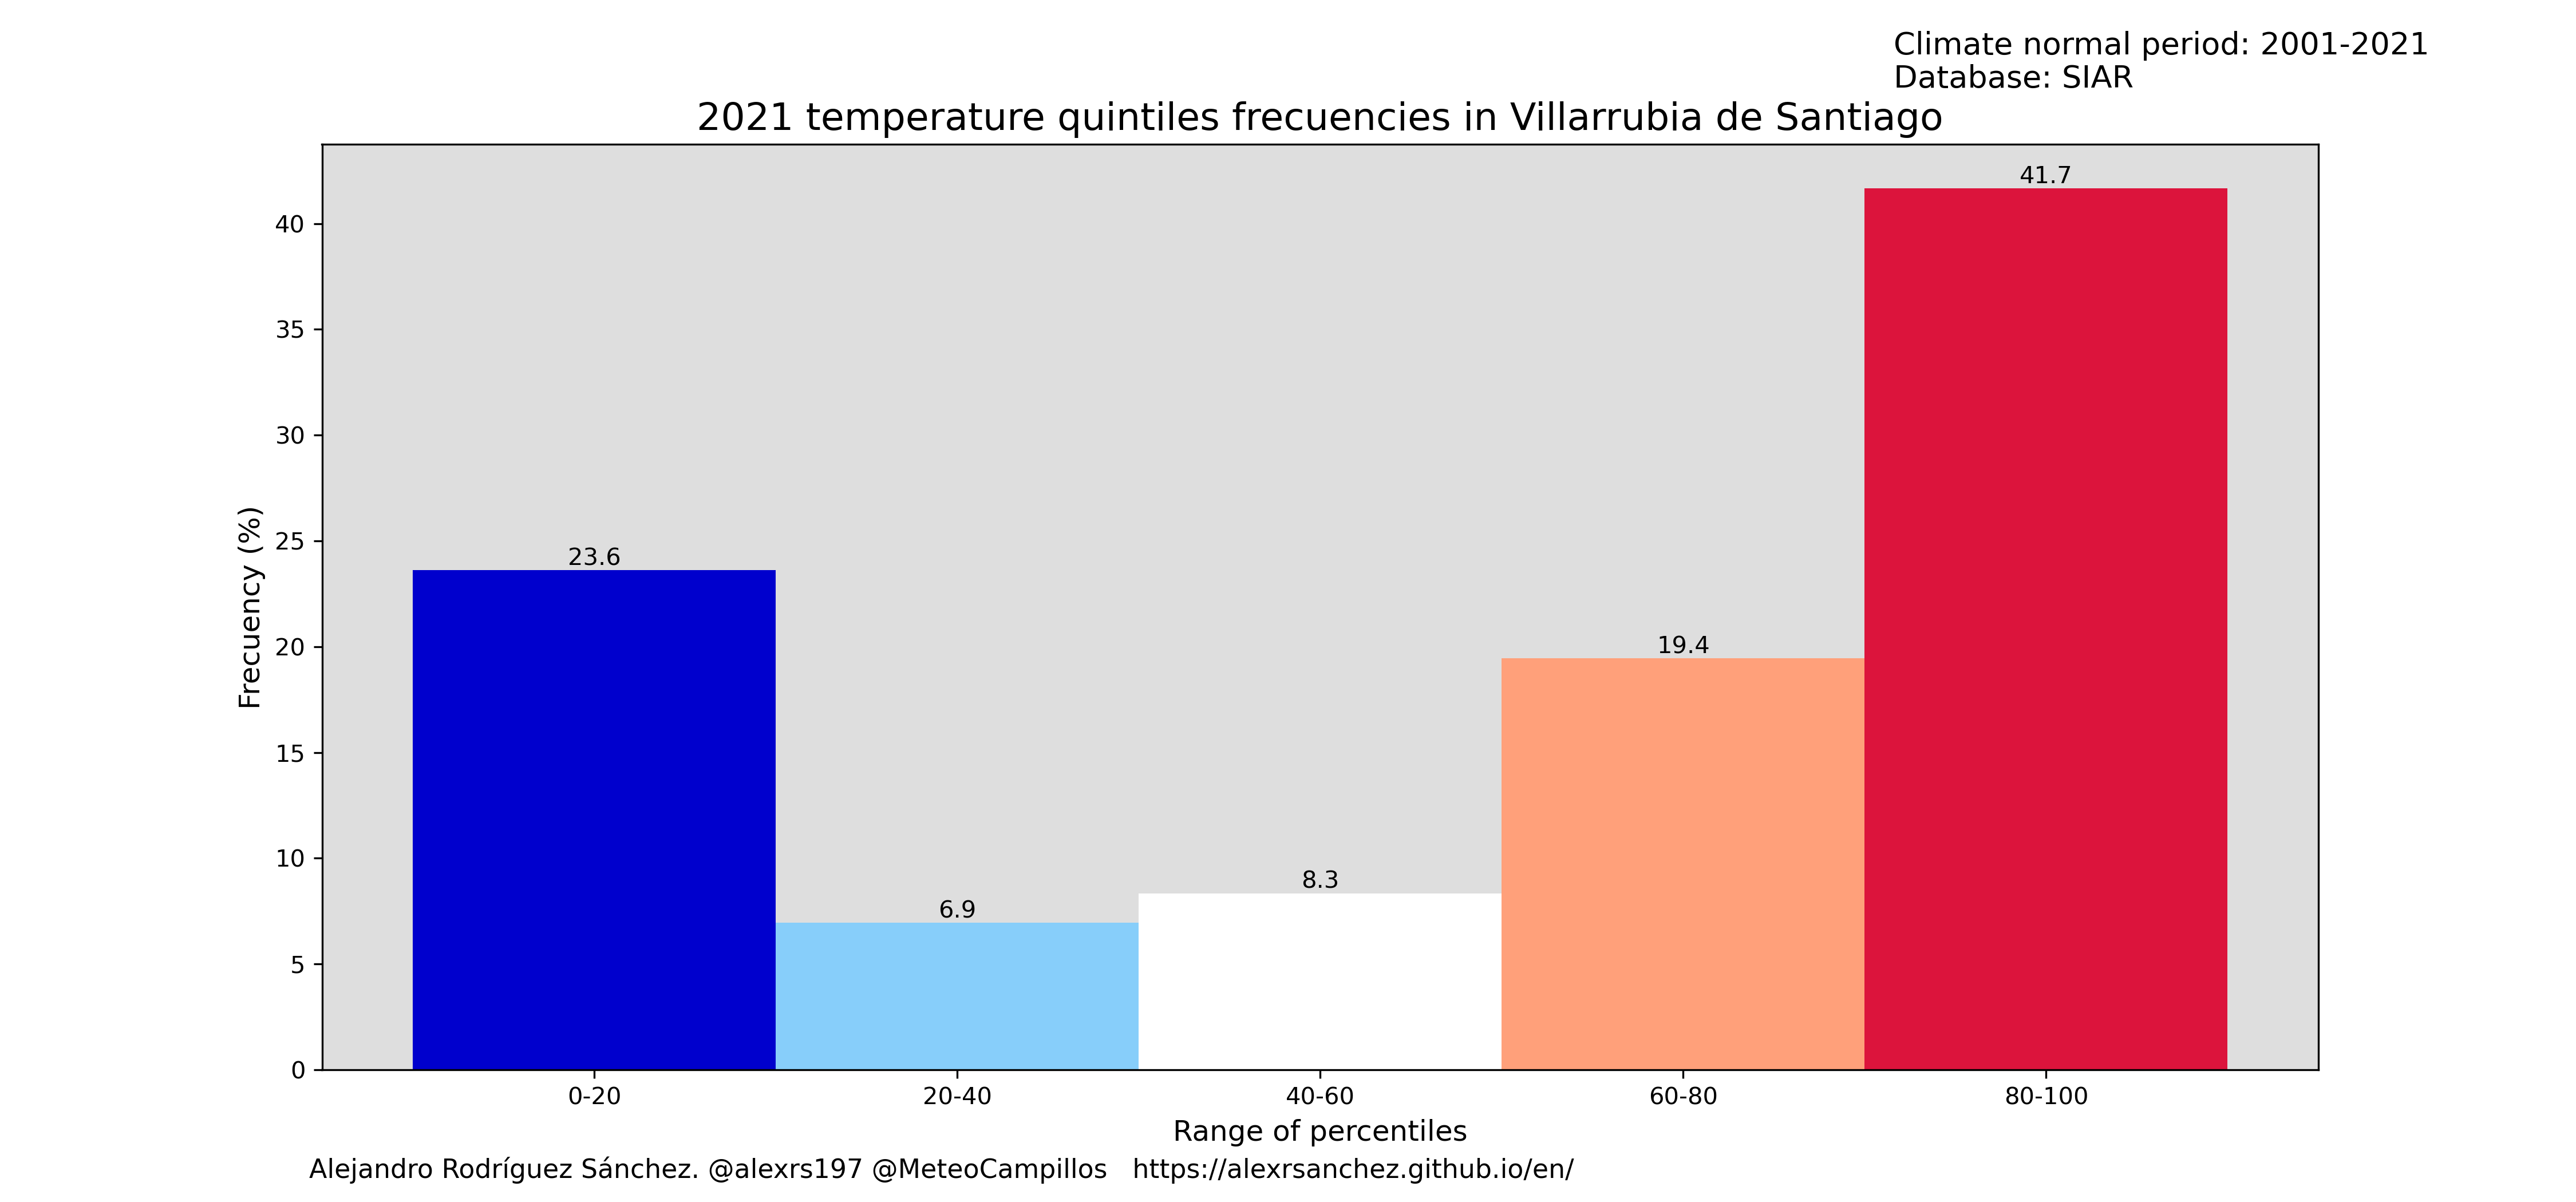 Climate normal period: 2001-2021
Database: SIAR
2021 temperature quintiles frecuencies in Villarrubia de Santiago
41.7
40
35
30
25
23.6
20
19.4
15
10
8.3
6.9
5
0
Frecuency (%)
0-20 20-40 40-60 60-80 80-100
Range of percentiles
Alejandro Rodríguez Sánchez. @alexrs197 @MeteoCampillos https://alexrsanchez.github.io/en/